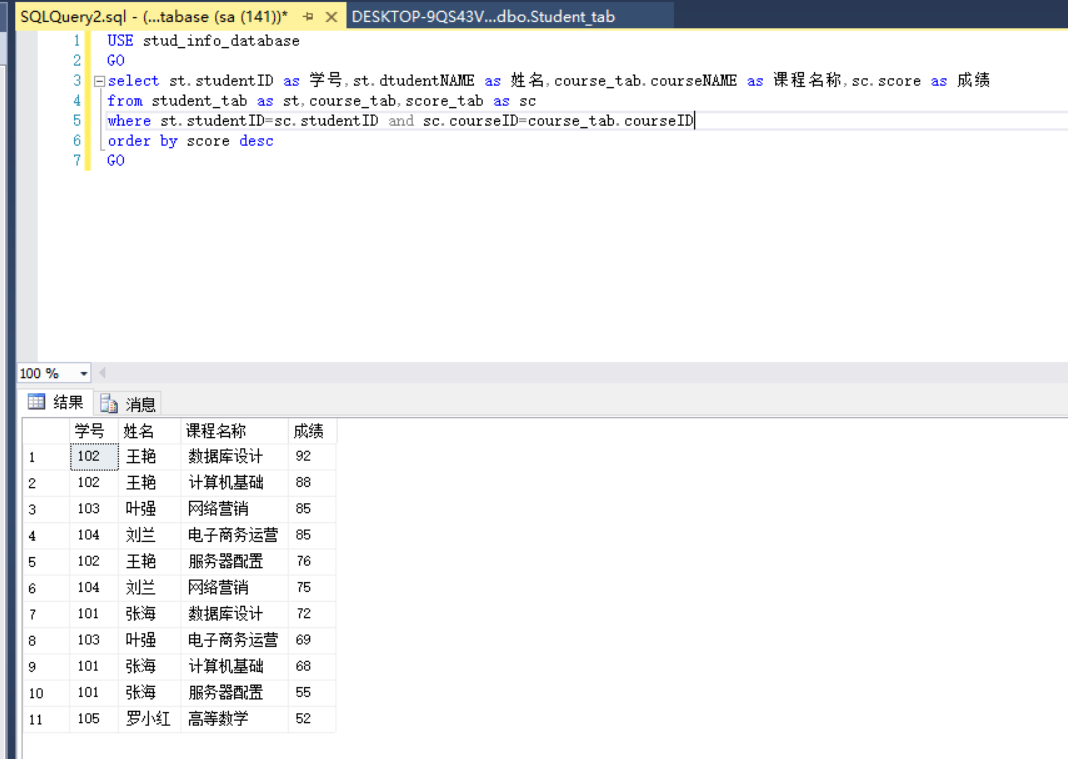 SQLQuery2.sql - (...tabase (sa (141))* DESKTOP-9QS43V...dbo.Student_tab
1 USE stud_info_database
2 GO
3 select st.studentID as 学号,st.dtudentNAME as 姓名,course_tab.courseNAME as 课程名称,sc.score as 成绩
4 from student_tab as st,course_tab,score_tab as sc
5 where st.studentID=sc.studentID and sc.courseID=course_tab.courseID
6 order by score desc
7 GO
100 %
结果 消息
学号 姓名 课程名称 成绩
1 102 王艳 数据库设计 92
2 102 王艳 计算机基础 88
3 103 叶强 网络营销 85
4 104 刘兰 电子商务运营 85
5 102 王艳 服务器配置 76
6 104 刘兰 网络营销 75
7 101 张海 数据库设计 72
8 103 叶强 电子商务运营 69
9 101 张海 计算机基础 68
10 101 张海 服务器配置 55
11 105 罗小红 高等数学 52